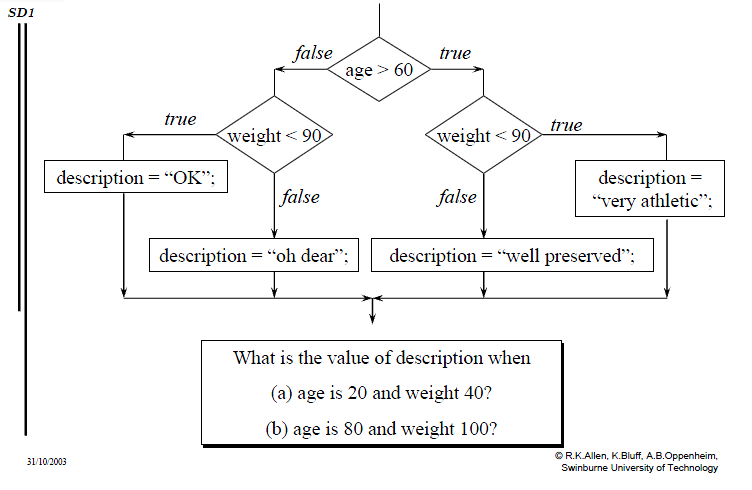 SD1
false
true
age > 60
true
weight < 90
weight < 90
true
description = “OK”;
false
false
description =
“very athletic”;
description = “oh dear”;
description = “well preserved”;
What is the value of description when
(a) age is 20 and weight 40?
(b) age is 80 and weight 100?
31/10/2003
© R.K.Allen, K.Bluff, A.B.Oppenheim,
Swinburne University of Technology